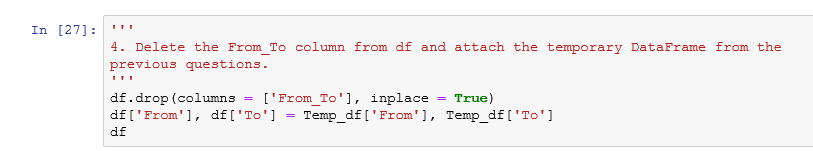 In [27]: '''
4. Delete the From_To column from df and attach the temporary DataFrame from the
previous questions.
'''
df.drop(columns = ['From_To'], inplace = True)
df['From'], df['To'] = Temp_df['From'], Temp_df['To']
df